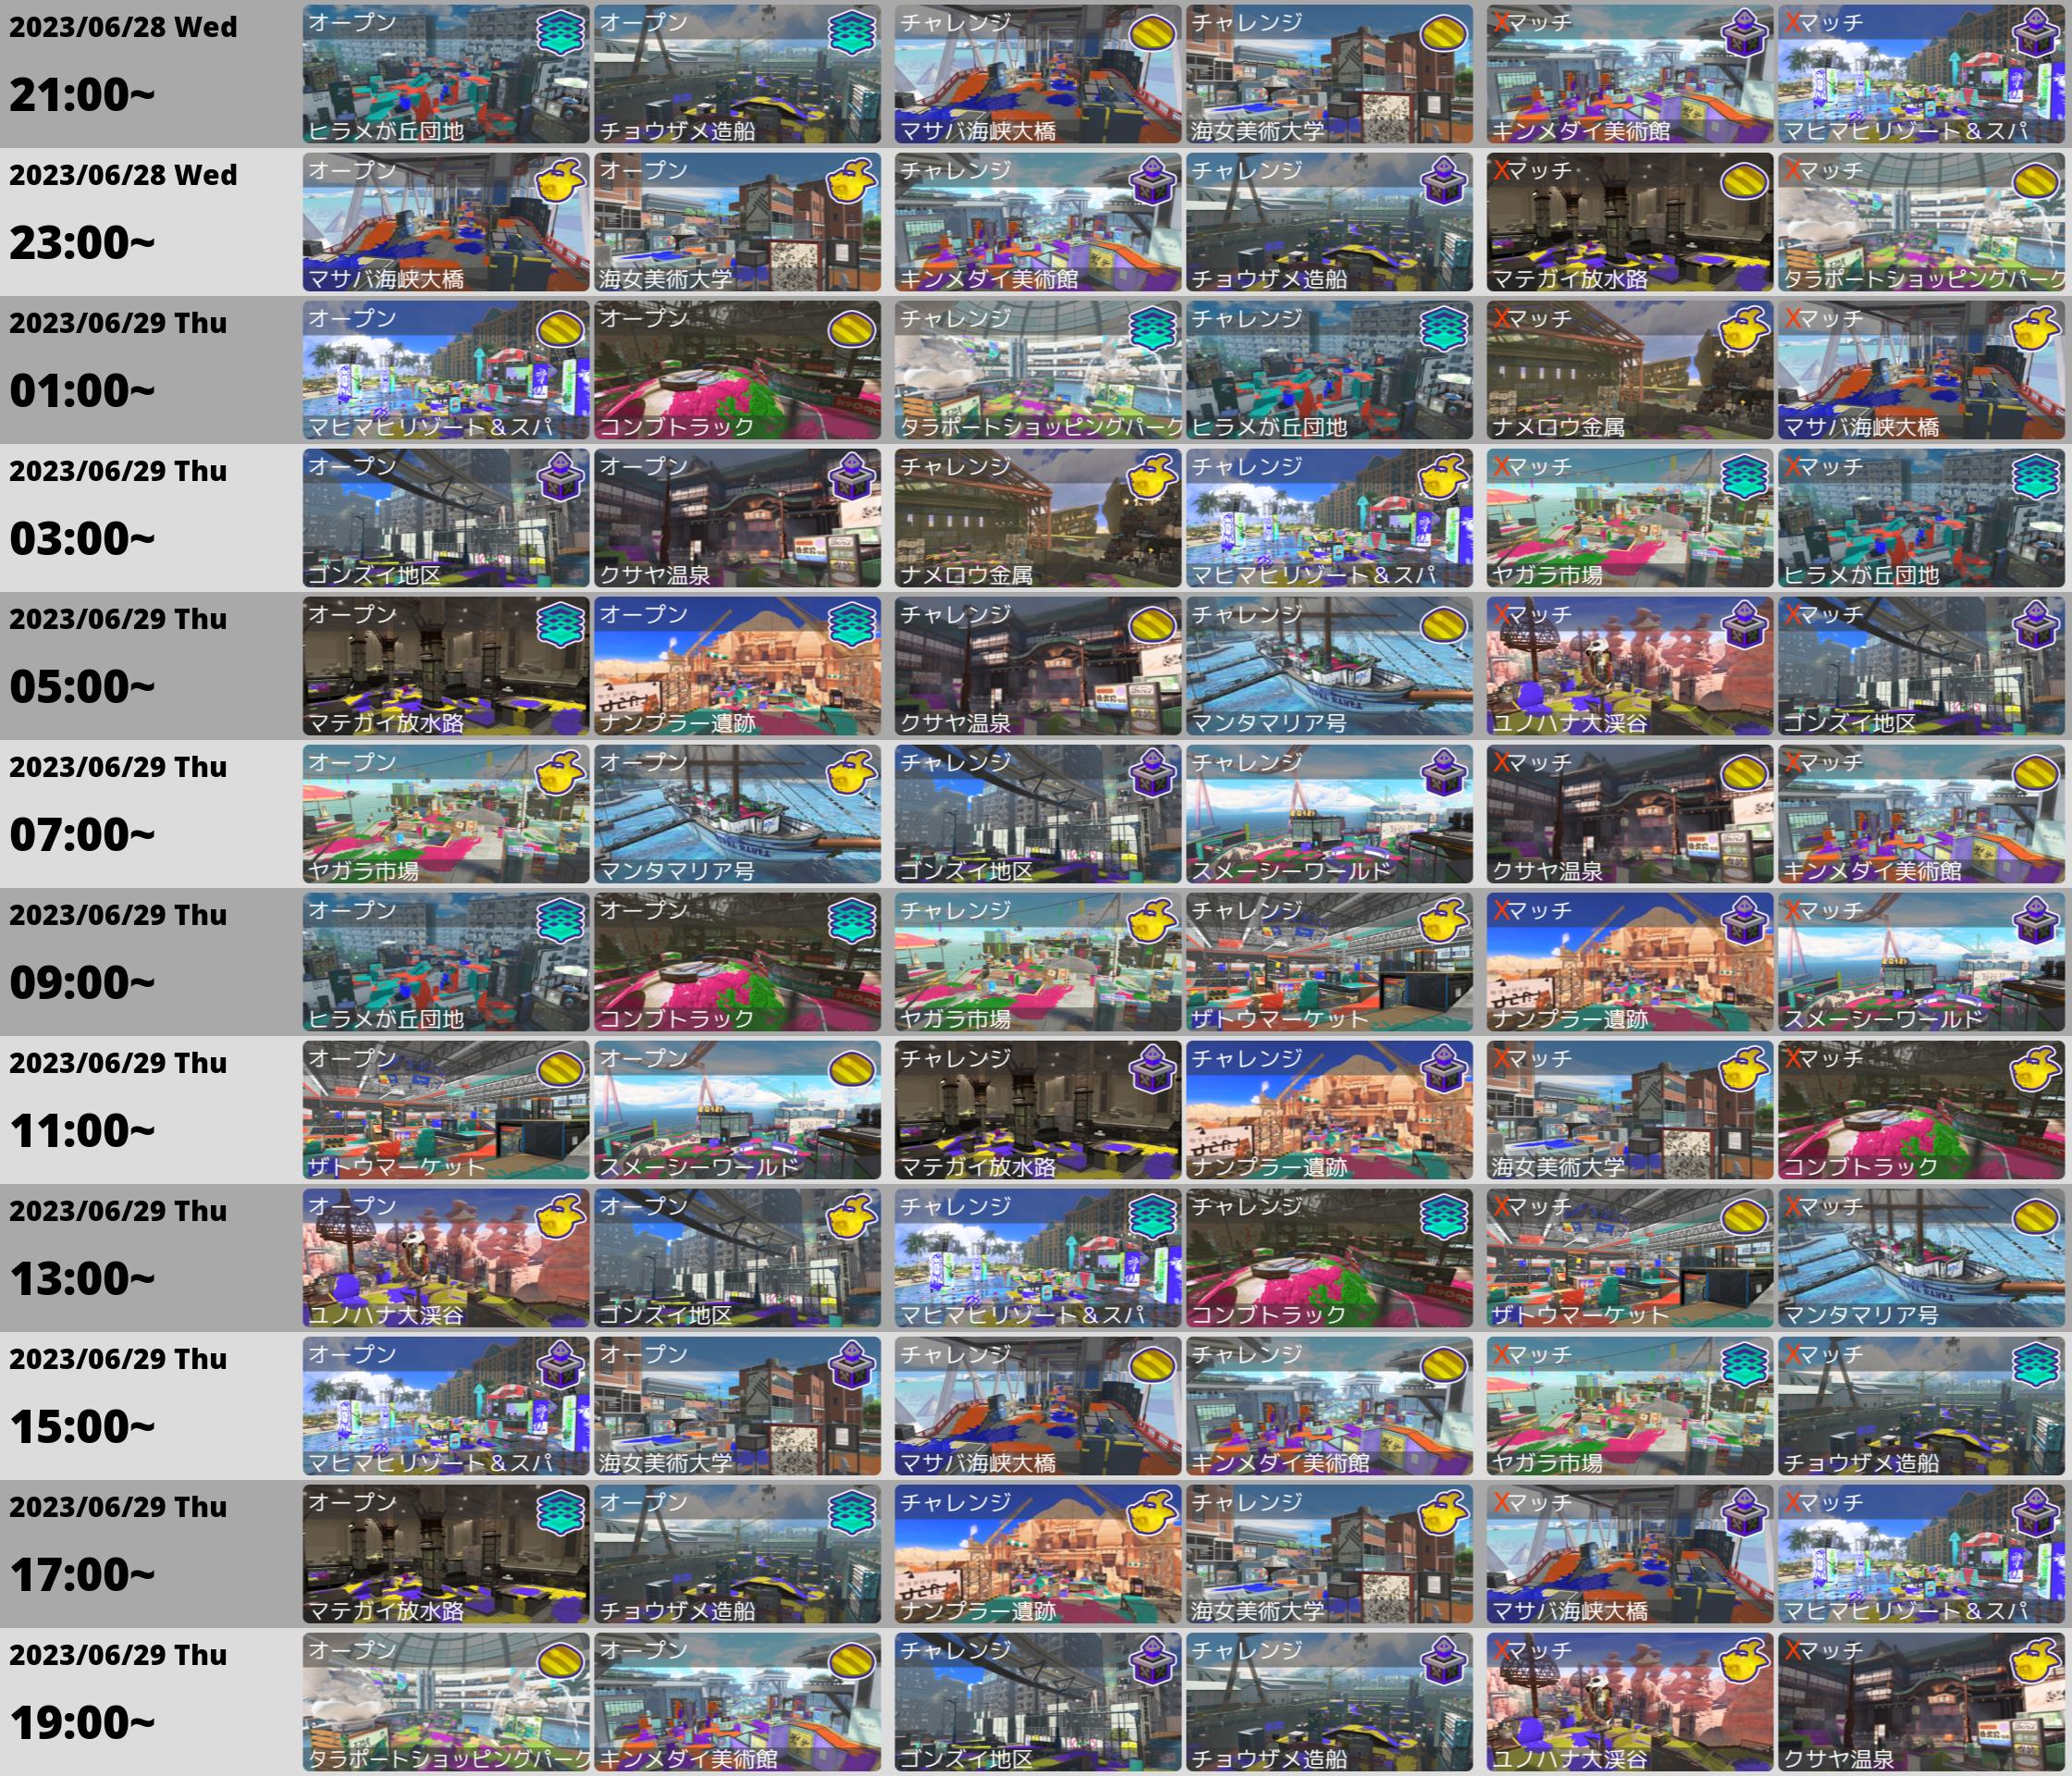 2023/06/28 Wed
21:00~
オープン
ヒラメが丘団地
オープン
チョウザメ造船
チャレンジ
マサバ海峡大橋
チャレンジ
海女美術大学
Xマッチ
キンメダイ美術館
Xマッチ
マヒマヒリゾート＆スパ
2023/06/28 Wed
23:00~
オープン
マサバ海峡大橋
オープン
海女美術大学
チャレンジ
キンメダイ美術館
チャレンジ
チョウザメ造船
Xマッチ
マテガイ放水路
Xマッチ
タラポートショッピングパーク
2023/06/29 Thu
01:00~
オープン
マヒマヒリゾート＆スパ
オープン
コンブトラック
チャレンジ
タラポートショッピングパーク
チャレンジ
ヒラメが丘団地
Xマッチ
ナメロウ金属
Xマッチ
マサバ海峡大橋
2023/06/29 Thu
03:00~
オープン
ゴンズイ地区
オープン
クサヤ温泉
チャレンジ
ナメロウ金属
チャレンジ
マヒマヒリゾート＆スパ
Xマッチ
ヤガラ市場
Xマッチ
ヒラメが丘団地
2023/06/29 Thu
05:00~
オープン
マテガイ放水路
オープン
ナンプラー遺跡
チャレンジ
クサヤ温泉
チャレンジ
マンタマリア号
Xマッチ
ユノハナ大渓谷
Xマッチ
ゴンズイ地区
2023/06/29 Thu
07:00~
オープン
ヤガラ市場
オープン
マンタマリア号
チャレンジ
ゴンズイ地区
チャレンジ
スメーシーワールド
Xマッチ
クサヤ温泉
Xマッチ
キンメダイ美術館
2023/06/29 Thu
09:00~
オープン
ヒラメが丘団地
オープン
コンブトラック
チャレンジ
ヤガラ市場
チャレンジ
ザトウマーケット
Xマッチ
ナンプラー遺跡
Xマッチ
スメーシーワールド
2023/06/29 Thu
11:00~
オープン
ザトウマーケット
オープン
スメーシーワールド
チャレンジ
マテガイ放水路
チャレンジ
ナンプラー遺跡
Xマッチ
海女美術大学
Xマッチ
コンブトラック
2023/06/29 Thu
13:00~
オープン
ユノハナ大渓谷
オープン
ゴンズイ地区
チャレンジ
マヒマヒリゾート＆スパ
チャレンジ
コンブトラック
Xマッチ
ザトウマーケット
Xマッチ
マンタマリア号
2023/06/29 Thu
15:00~
オープン
マヒマヒリゾート＆スパ
オープン
海女美術大学
チャレンジ
マサバ海峡大橋
チャレンジ
キンメダイ美術館
Xマッチ
ヤガラ市場
Xマッチ
チョウザメ造船
2023/06/29 Thu
17:00~
オープン
マテガイ放水路
オープン
チョウザメ造船
チャレンジ
ナンプラー遺跡
チャレンジ
海女美術大学
Xマッチ
マサバ海峡大橋
Xマッチ
マヒマヒリゾート＆スパ
2023/06/29 Thu
19:00~
オープン
タラポートショッピングパーク
オープン
キンメダイ美術館
チャレンジ
ゴンズイ地区
チャレンジ
チョウザメ造船
Xマッチ
ユノハナ大渓谷
Xマッチ
クサヤ温泉